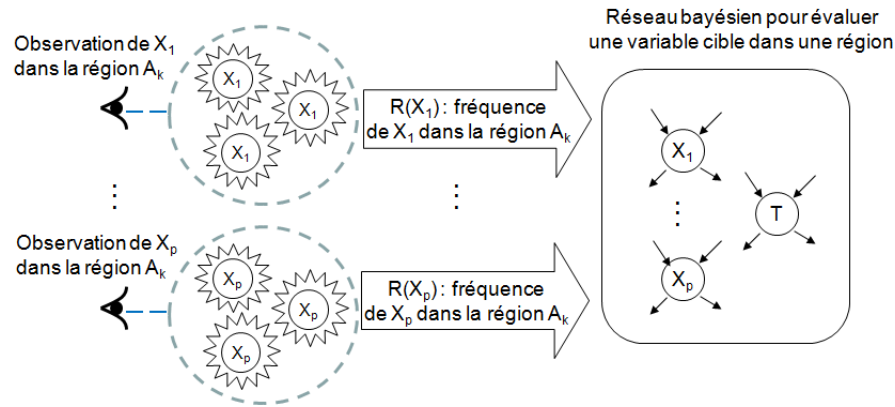 Réseau bayésien pour évaluer
une variable cible dans une région
Observation de X₁
dans la région Aₖ
X₁
X₁
X₁
R(X₁) : fréquence
de X₁ dans la région Aₖ
X₁
T
Xₚ
Observation de Xₚ
dans la région Aₖ
Xₚ
Xₚ
Xₚ
R(Xₚ) : fréquence
de Xₚ dans la région Aₖ